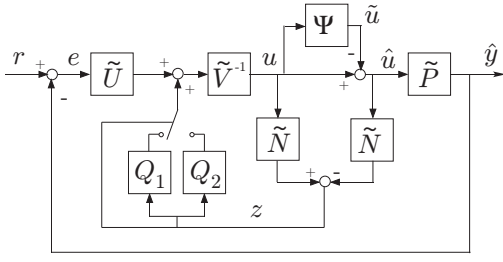 Ψ ũ
r + e Ũ + + Ṽ⁻¹ u + - û P̃ ŷ
-
Ñ Ñ
Q₁ Q₂ + -
z